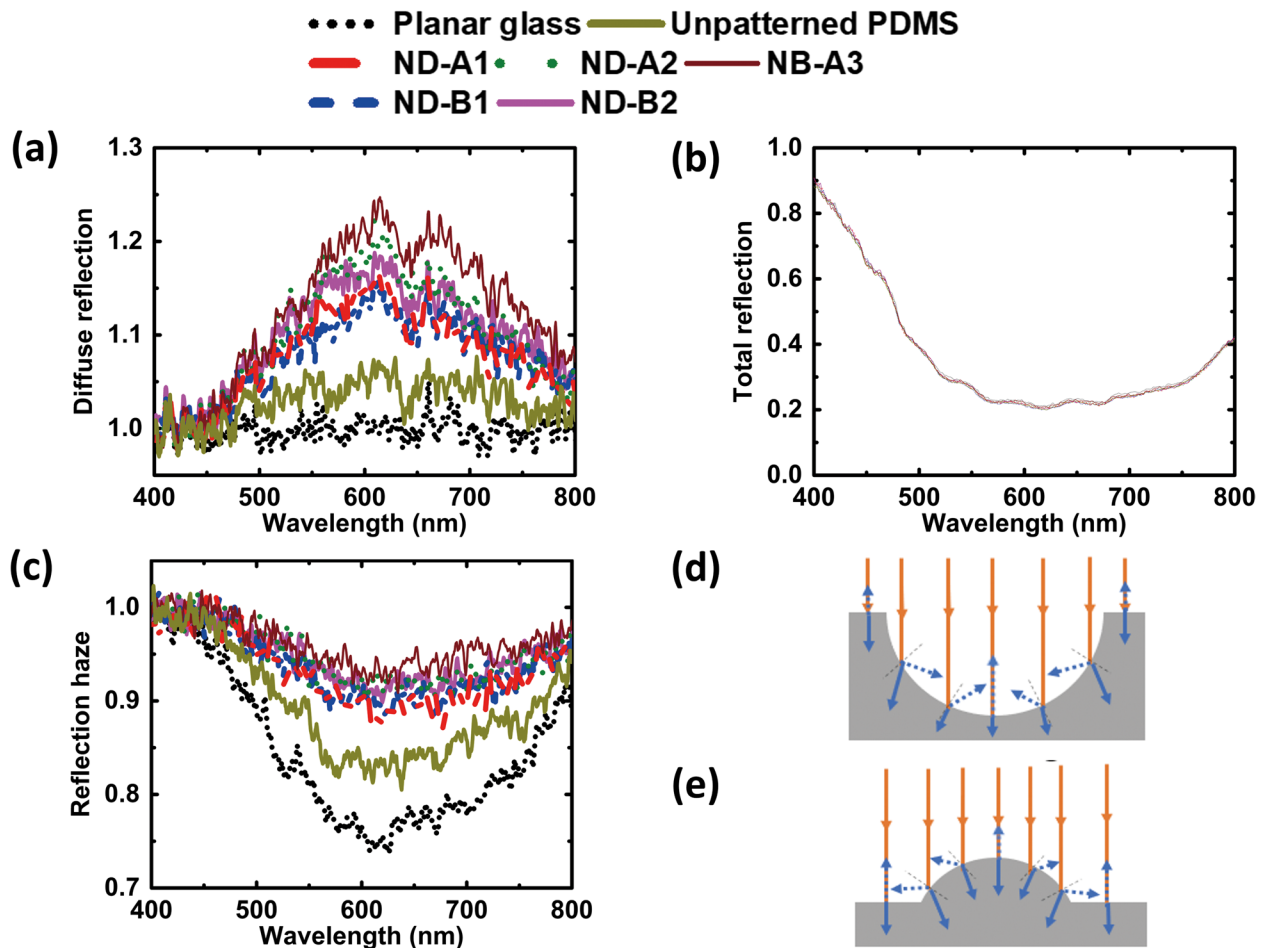 Planar glass Unpatterned PDMS
ND-A1 ND-A2 NB-A3
ND-B1 ND-B2
(a)
1.3
1.2
1.1
1.0
Diffuse reflection
400 500 600 700 800
Wavelength (nm)
(b)
1.0
0.8
0.6
0.4
0.2
0.0
Total reflection
400 500 600 700 800
Wavelength (nm)
(c)
1.0
0.9
0.8
0.7
Reflection haze
400 500 600 700 800
Wavelength (nm)
(d)
(e)